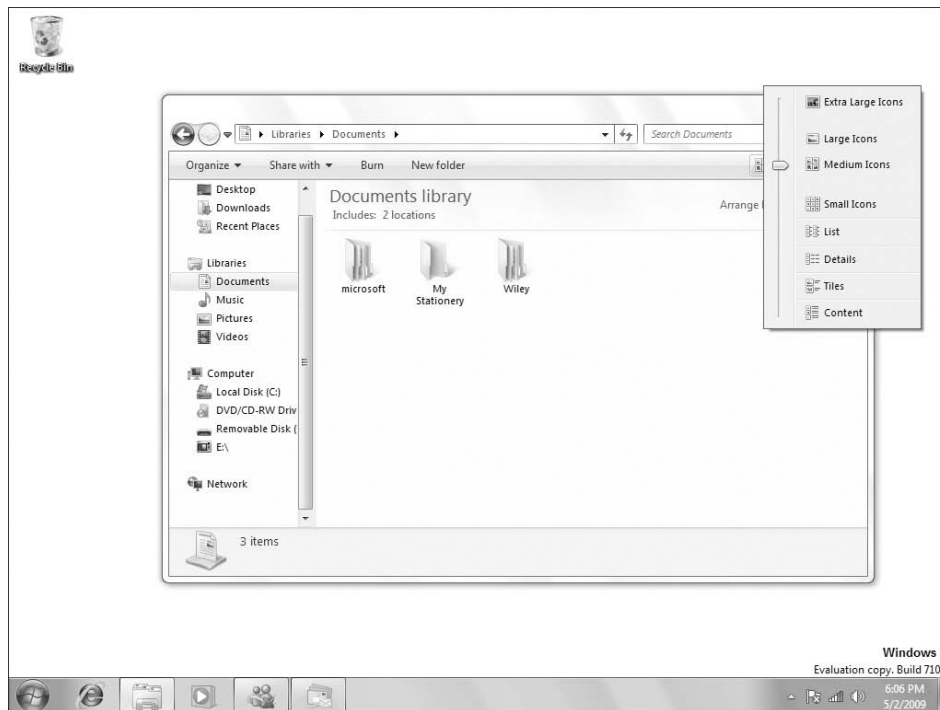 Recycle Bin
Libraries Documents
Search Documents
Organize Share with Burn New folder
Desktop
Downloads
Recent Places
Libraries
Documents
Music
Pictures
Videos
Computer
Local Disk (C:)
DVD/CD-RW Driv
Removable Disk (
E:\
Network
Documents library
Includes: 2 locations
Arrange
microsoft
My
Stationery
Wiley
Extra Large Icons
Large Icons
Medium Icons
Small Icons
List
Details
Tiles
Content
3 items
Windows
Evaluation copy. Build 710
6:06 PM
5/2/2009